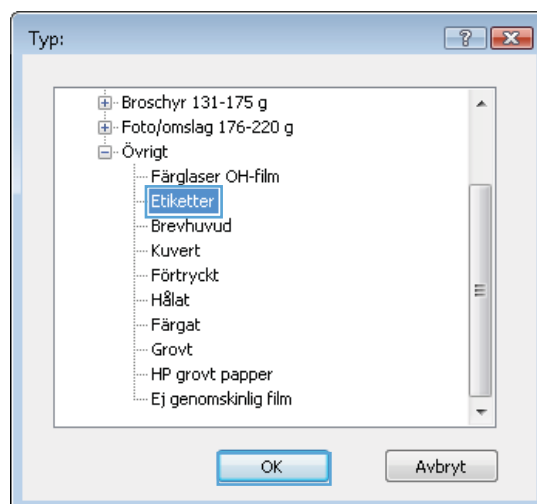 Typ:
Broschyr 131-175 g
Foto/omslag 176-220 g
Övrigt
Färglaser OH-film
Etiketter
Brevhuvud
Kuvert
Förtryckt
Hålat
Färgat
Grovt
HP grovt papper
Ej genomskinlig film
OK
Avbryt